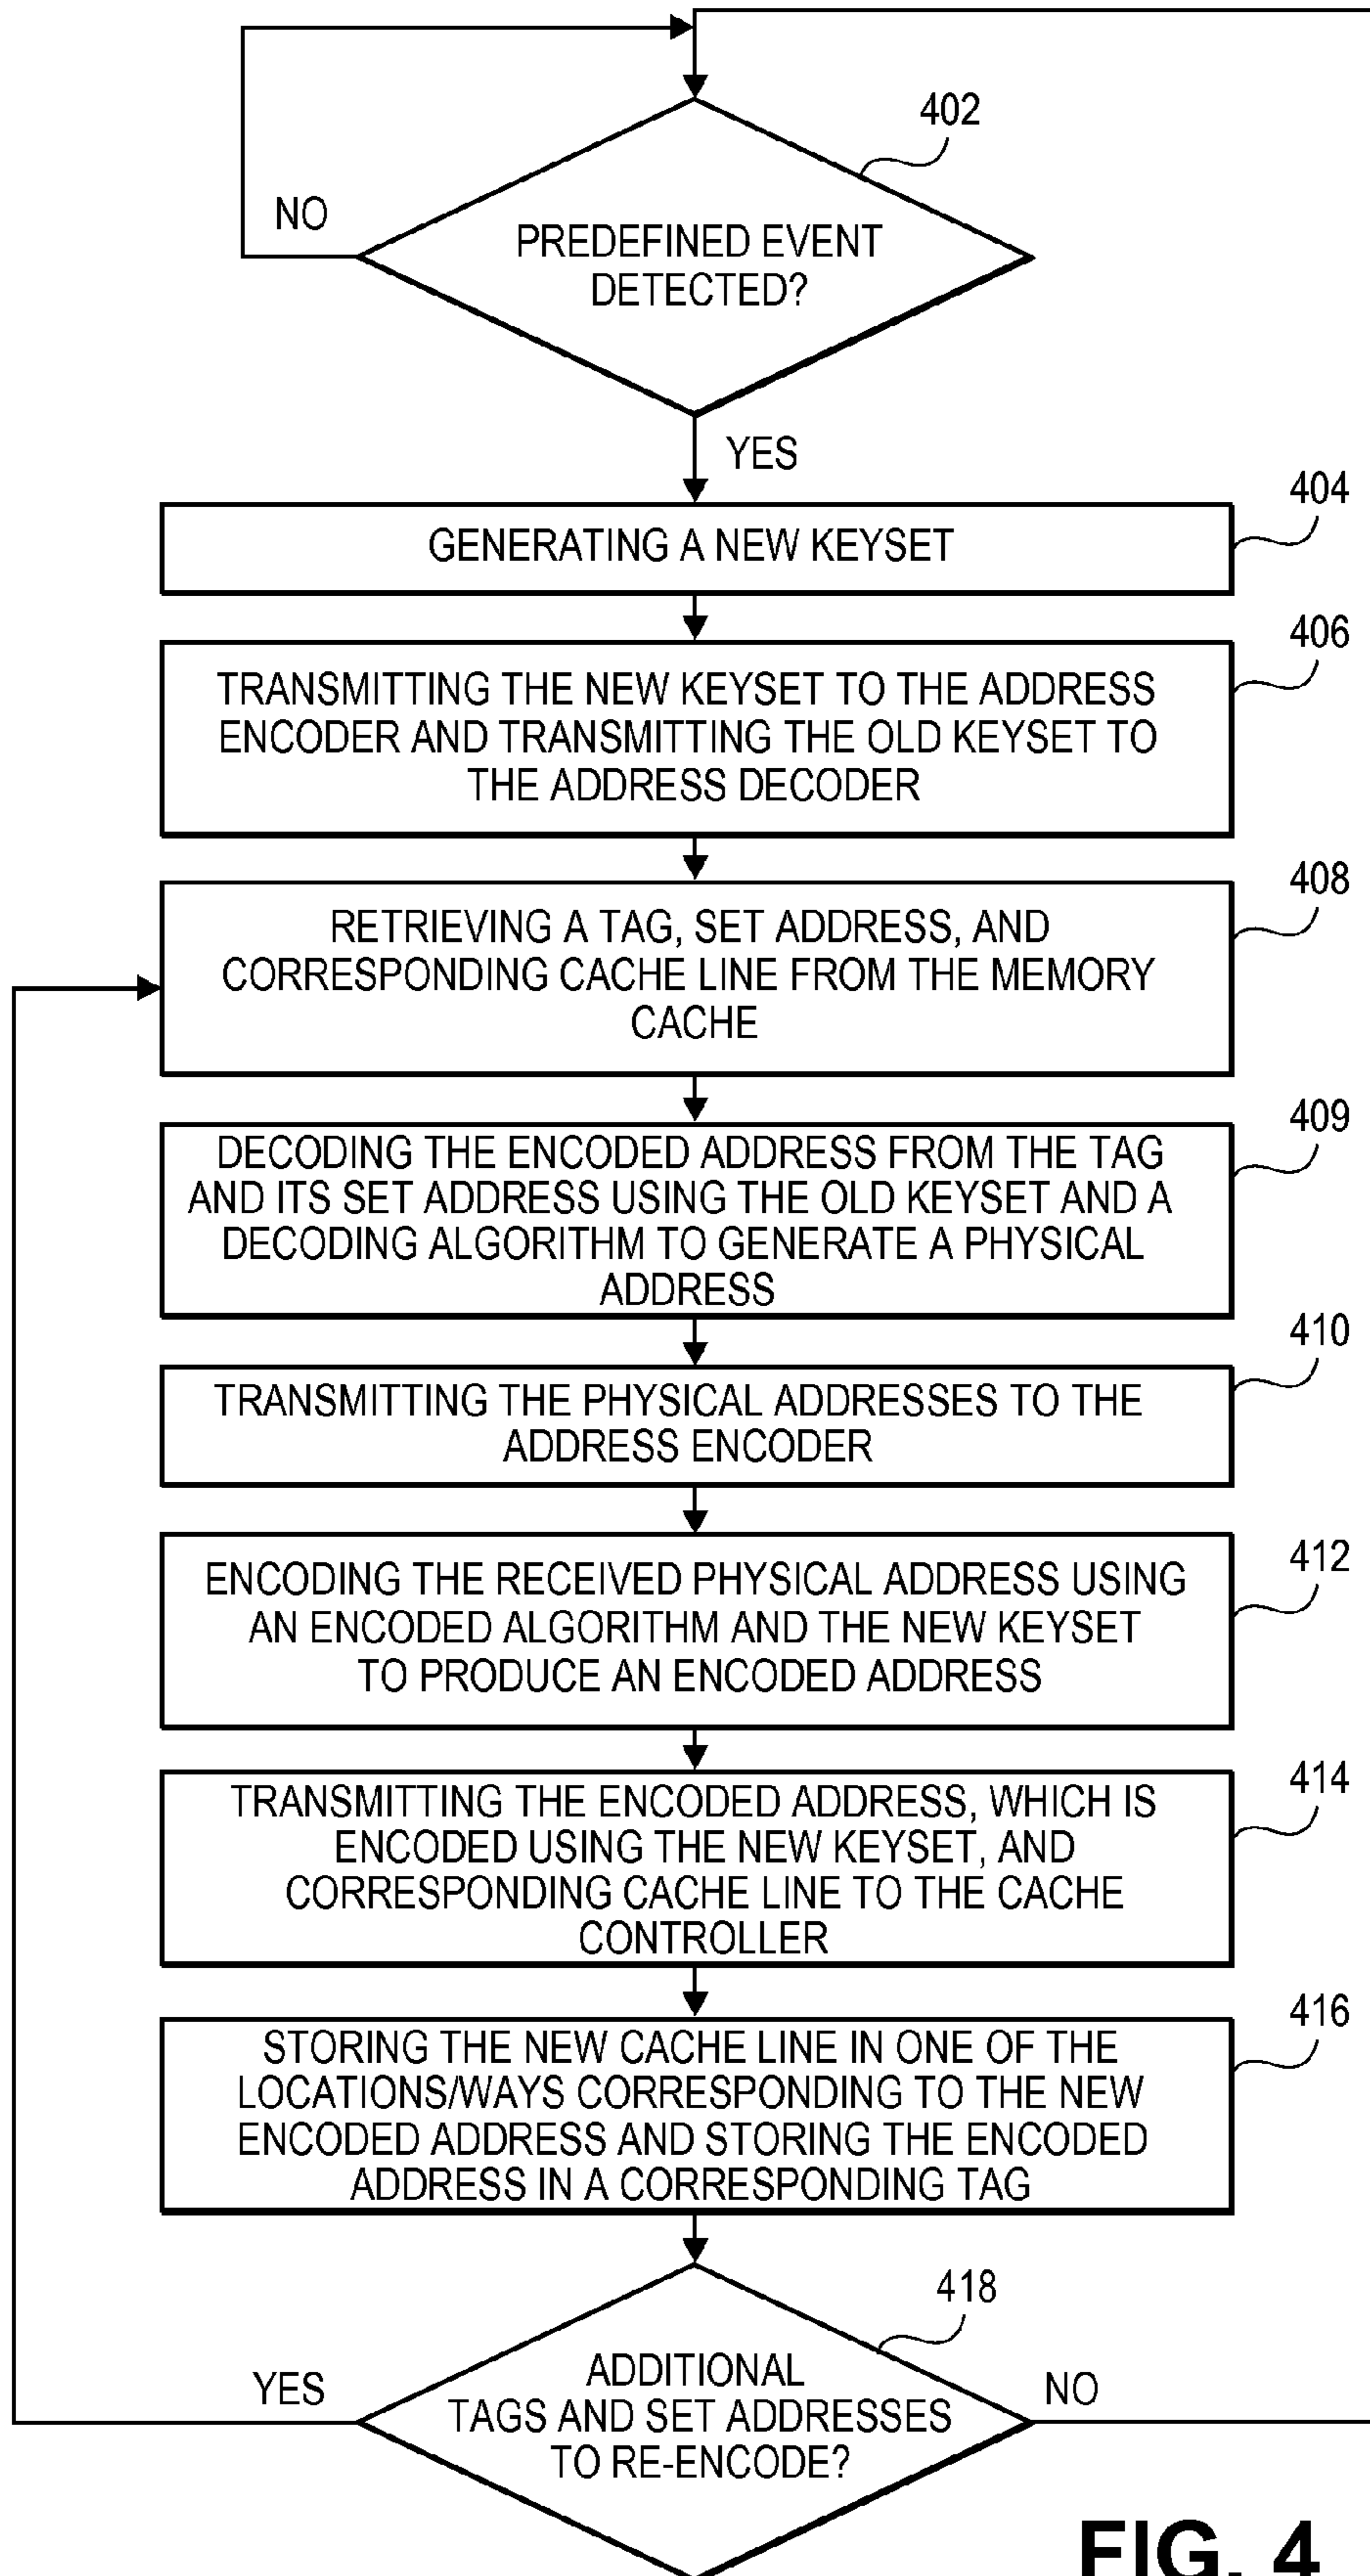 402
NO
PREDEFINED EVENT
DETECTED?
YES
404
GENERATING A NEW KEYSET
406
TRANSMITTING THE NEW KEYSET TO THE ADDRESS
ENCODER AND TRANSMITTING THE OLD KEYSET TO
THE ADDRESS DECODER
408
RETRIEVING A TAG, SET ADDRESS, AND
CORRESPONDING CACHE LINE FROM THE MEMORY
CACHE
409
DECODING THE ENCODED ADDRESS FROM THE TAG
AND ITS SET ADDRESS USING THE OLD KEYSET AND A
DECODING ALGORITHM TO GENERATE A PHYSICAL
ADDRESS
410
TRANSMITTING THE PHYSICAL ADDRESSES TO THE
ADDRESS ENCODER
412
ENCODING THE RECEIVED PHYSICAL ADDRESS USING
AN ENCODED ALGORITHM AND THE NEW KEYSET
TO PRODUCE AN ENCODED ADDRESS
414
TRANSMITTING THE ENCODED ADDRESS, WHICH IS
ENCODED USING THE NEW KEYSET, AND
CORRESPONDING CACHE LINE TO THE CACHE
CONTROLLER
416
STORING THE NEW CACHE LINE IN ONE OF THE
LOCATIONS/WAYS CORRESPONDING TO THE NEW
ENCODED ADDRESS AND STORING THE ENCODED
ADDRESS IN A CORRESPONDING TAG
418
YES
ADDITIONAL
TAGS AND SET ADDRESSES
TO RE-ENCODE?
NO
FIG. 4